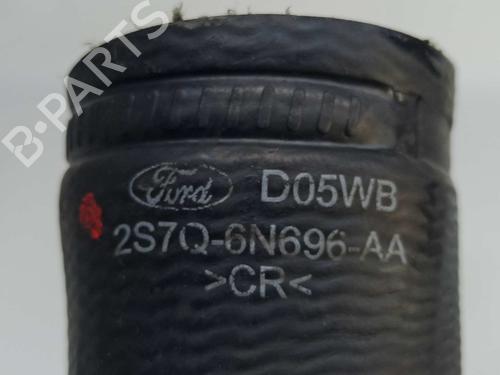 B-PARTS
Ford D05WB
2S7Q-6N696-AA
>CR<